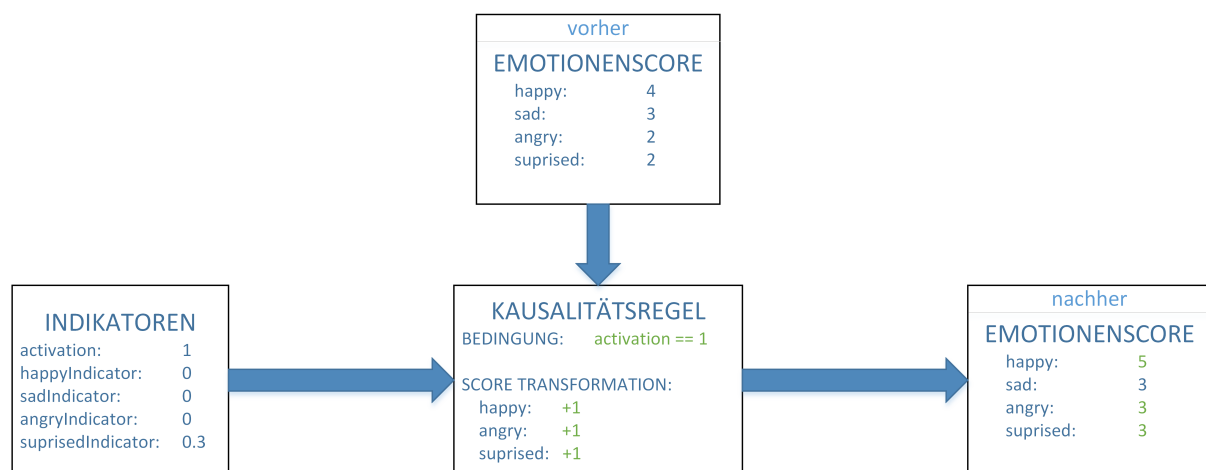 vorher
EMOTIONENSCORE
happy: 4
sad: 3
angry: 2
suprised: 2
INDIKATOREN
activation: 1
happyIndicator: 0
sadIndicator: 0
angryIndicator: 0
suprisedIndicator: 0.3
KAUSALITÄTSREGEL
BEDINGUNG: activation == 1
SCORE TRANSFORMATION:
happy: +1
angry: +1
suprised: +1
nachher
EMOTIONENSCORE
happy: 5
sad: 3
angry: 3
suprised: 3